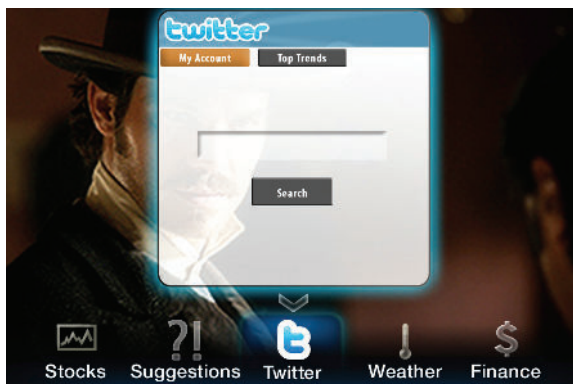 twitter
My Account
Top Trends
Search
?!
t
$
Stocks
Suggestions
Twitter
Weather
Finance